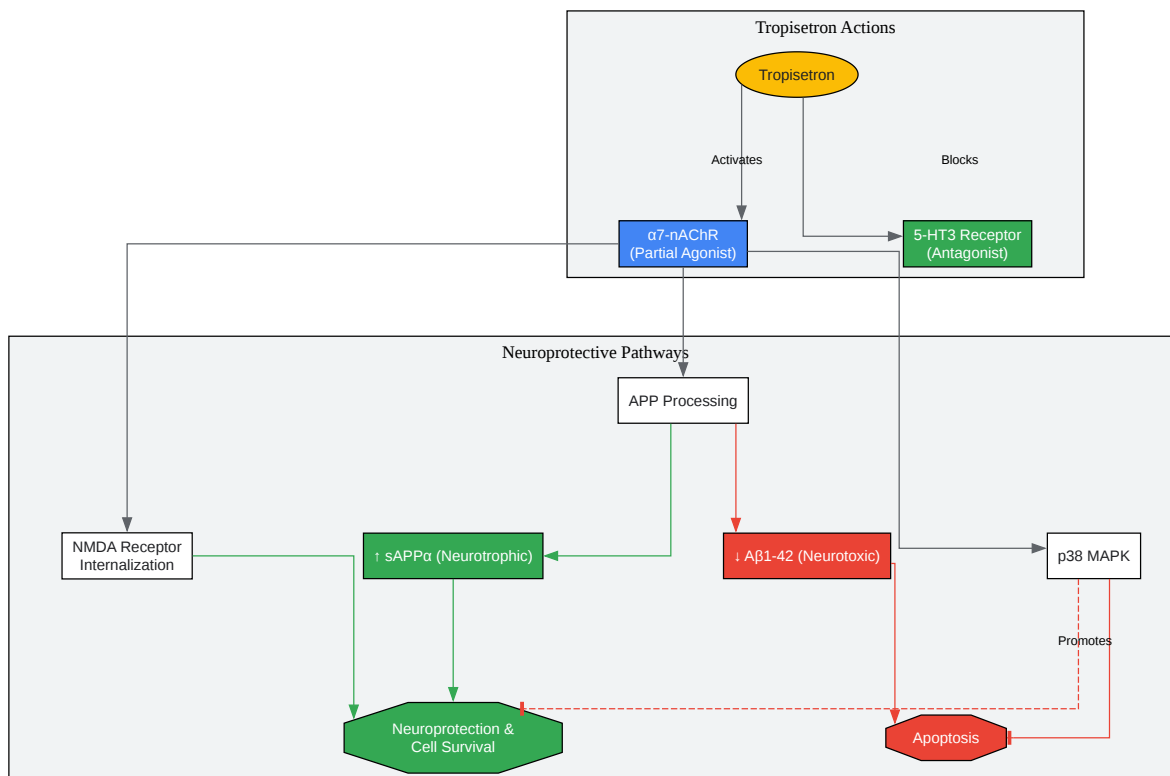 Tropisetron Actions
Tropisetron
Activates
Blocks
α7-nAChR
(Partial Agonist)
5-HT3 Receptor
(Antagonist)
Neuroprotective Pathways
APP Processing
NMDA Receptor
Internalization
↑ sAPPα (Neurotrophic)
↓ Aβ1-42 (Neurotoxic)
p38 MAPK
Promotes
Neuroprotection &
Cell Survival
Apoptosis